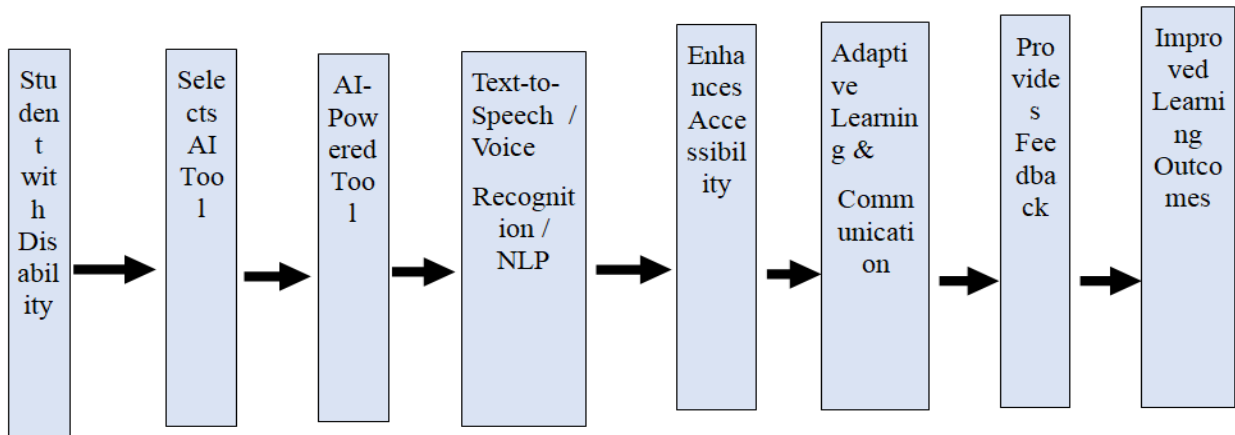 Stu
den
t
wit
h
Dis
abil
ity
Sele
cts
AI
Too
l
AI-
Pow
ered
Too
l
Text-to-
Speech /
Voice
Recognit
ion /
NLP
Enha
nces
Acce
ssibil
ity
Adapti
ve
Learnin
g &
Comm
unicati
on
Pro
vide
s
Fee
dba
ck
Impro
ved
Learni
ng
Outco
mes